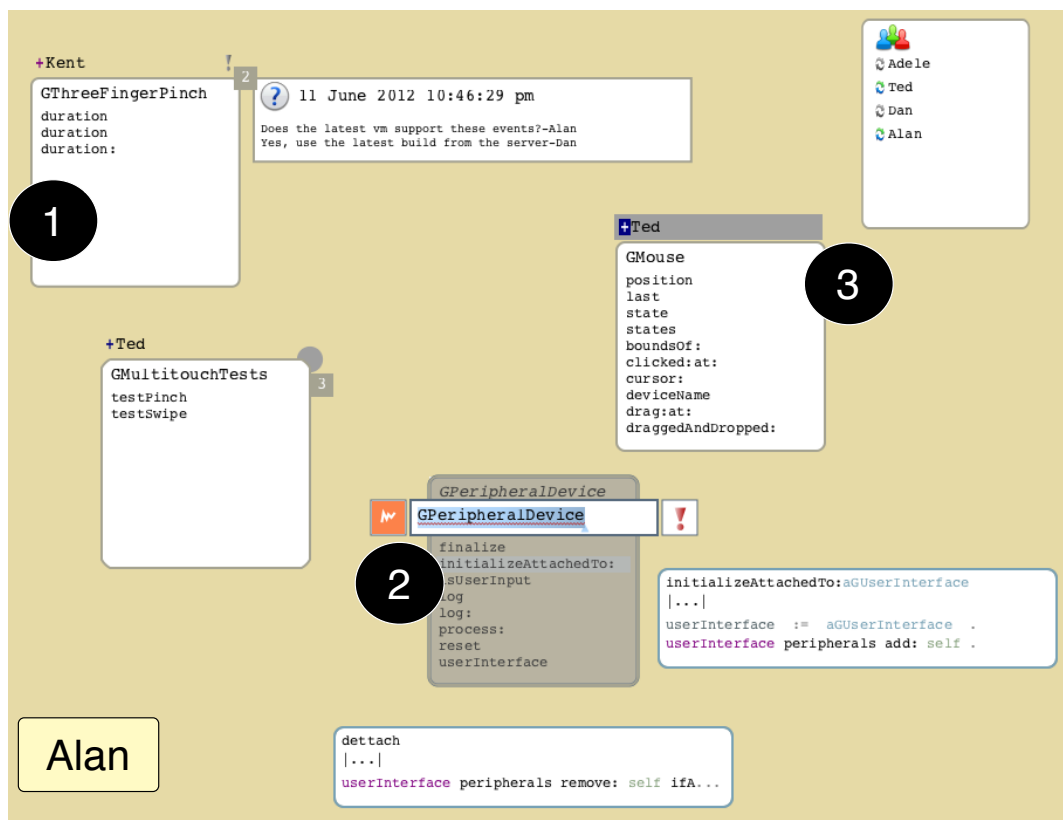 +Kent
!
2
GThreeFingerPinch
duration
duration
duration:
1
? 11 June 2012 10:46:29 pm
Does the latest vm support these events?-Alan
Yes, use the latest build from the server-Dan
Adele
Ted
Dan
Alan
+Ted
GMouse
position
last
state
states
boundsOf:
clicked:at:
cursor:
deviceName
drag:at:
draggedAndDropped:
3
+Ted
3
GMultitouchTests
testPinch
testSwipe
GPeripheralDevice
GPeripheralDevice
!
finalize
initializeAttachedTo:
sUserInput
og
log:
process:
reset
userInterface
2
initializeAttachedTo:aGUserInterface
|...|
userInterface := aGUserInterface .
userInterface peripherals add: self .
Alan
dettach
|...|
userInterface peripherals remove: self ifA...